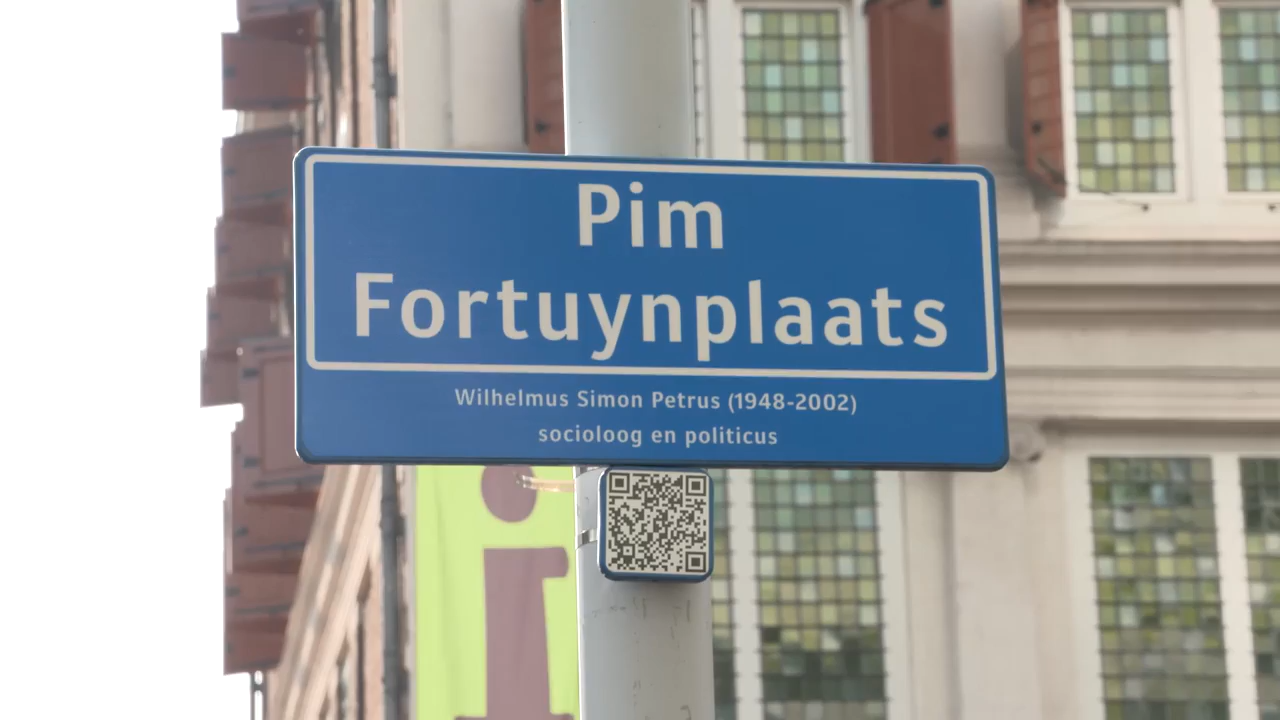 Pim
Fortuynplaats
Wilhelmus Simon Petrus (1948-2002)
socioloog en politicus
i